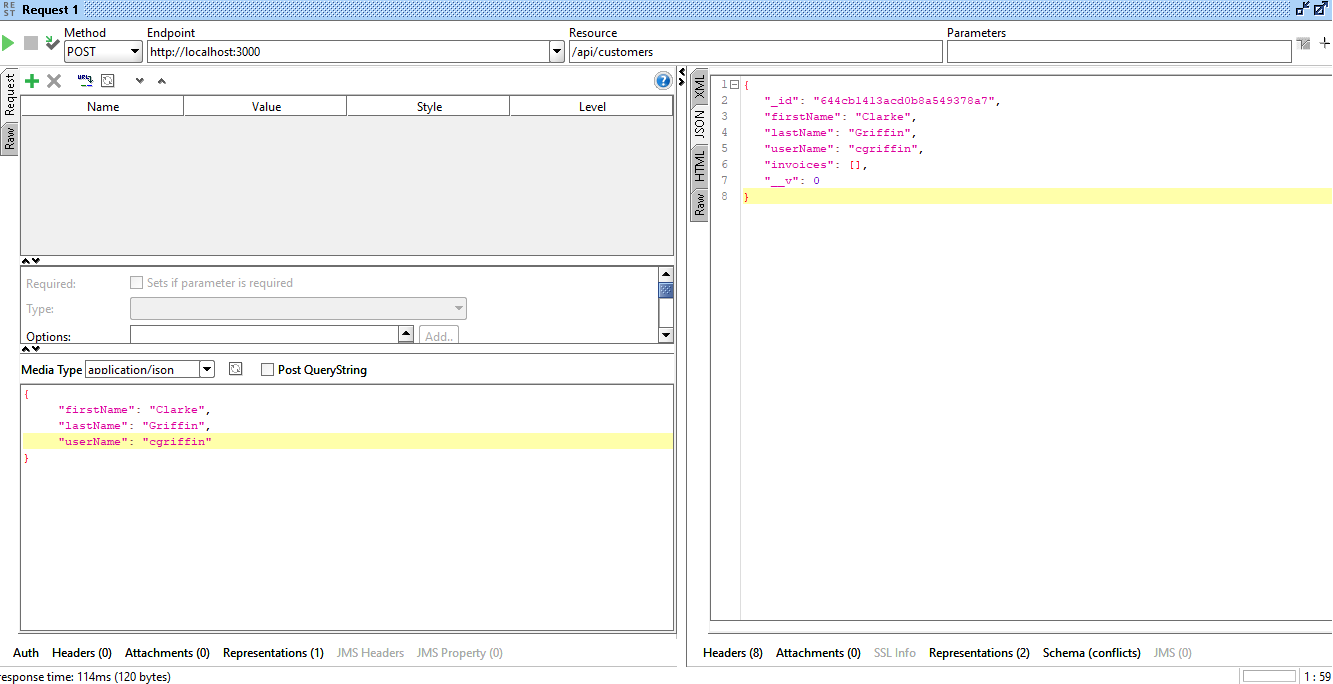 REST Request 1
Method Endpoint Resource Parameters
POST http://localhost:3000 /api/customers
Request
Raw
Name Value Style Level
Required: Sets if parameter is required
Type:
Options: Add..
Media Type application/json Post QueryString
{
"firstName": "Clarke",
"lastName": "Griffin",
"userName": "cgriffin"
}
Auth Headers (0) Attachments (0) Representations (1) JMS Headers JMS Property (0)
XML
JSON
HTML
Raw
1 {
2 "_id": "644cb1413acd0b8a549378a7",
3 "firstName": "Clarke",
4 "lastName": "Griffin",
5 "userName": "cgriffin",
6 "invoices": [],
7 "__v": 0
8 }
Headers (8) Attachments (0) SSL Info Representations (2) Schema (conflicts) JMS (0)
esponse time: 114ms (120 bytes)
1 : 59